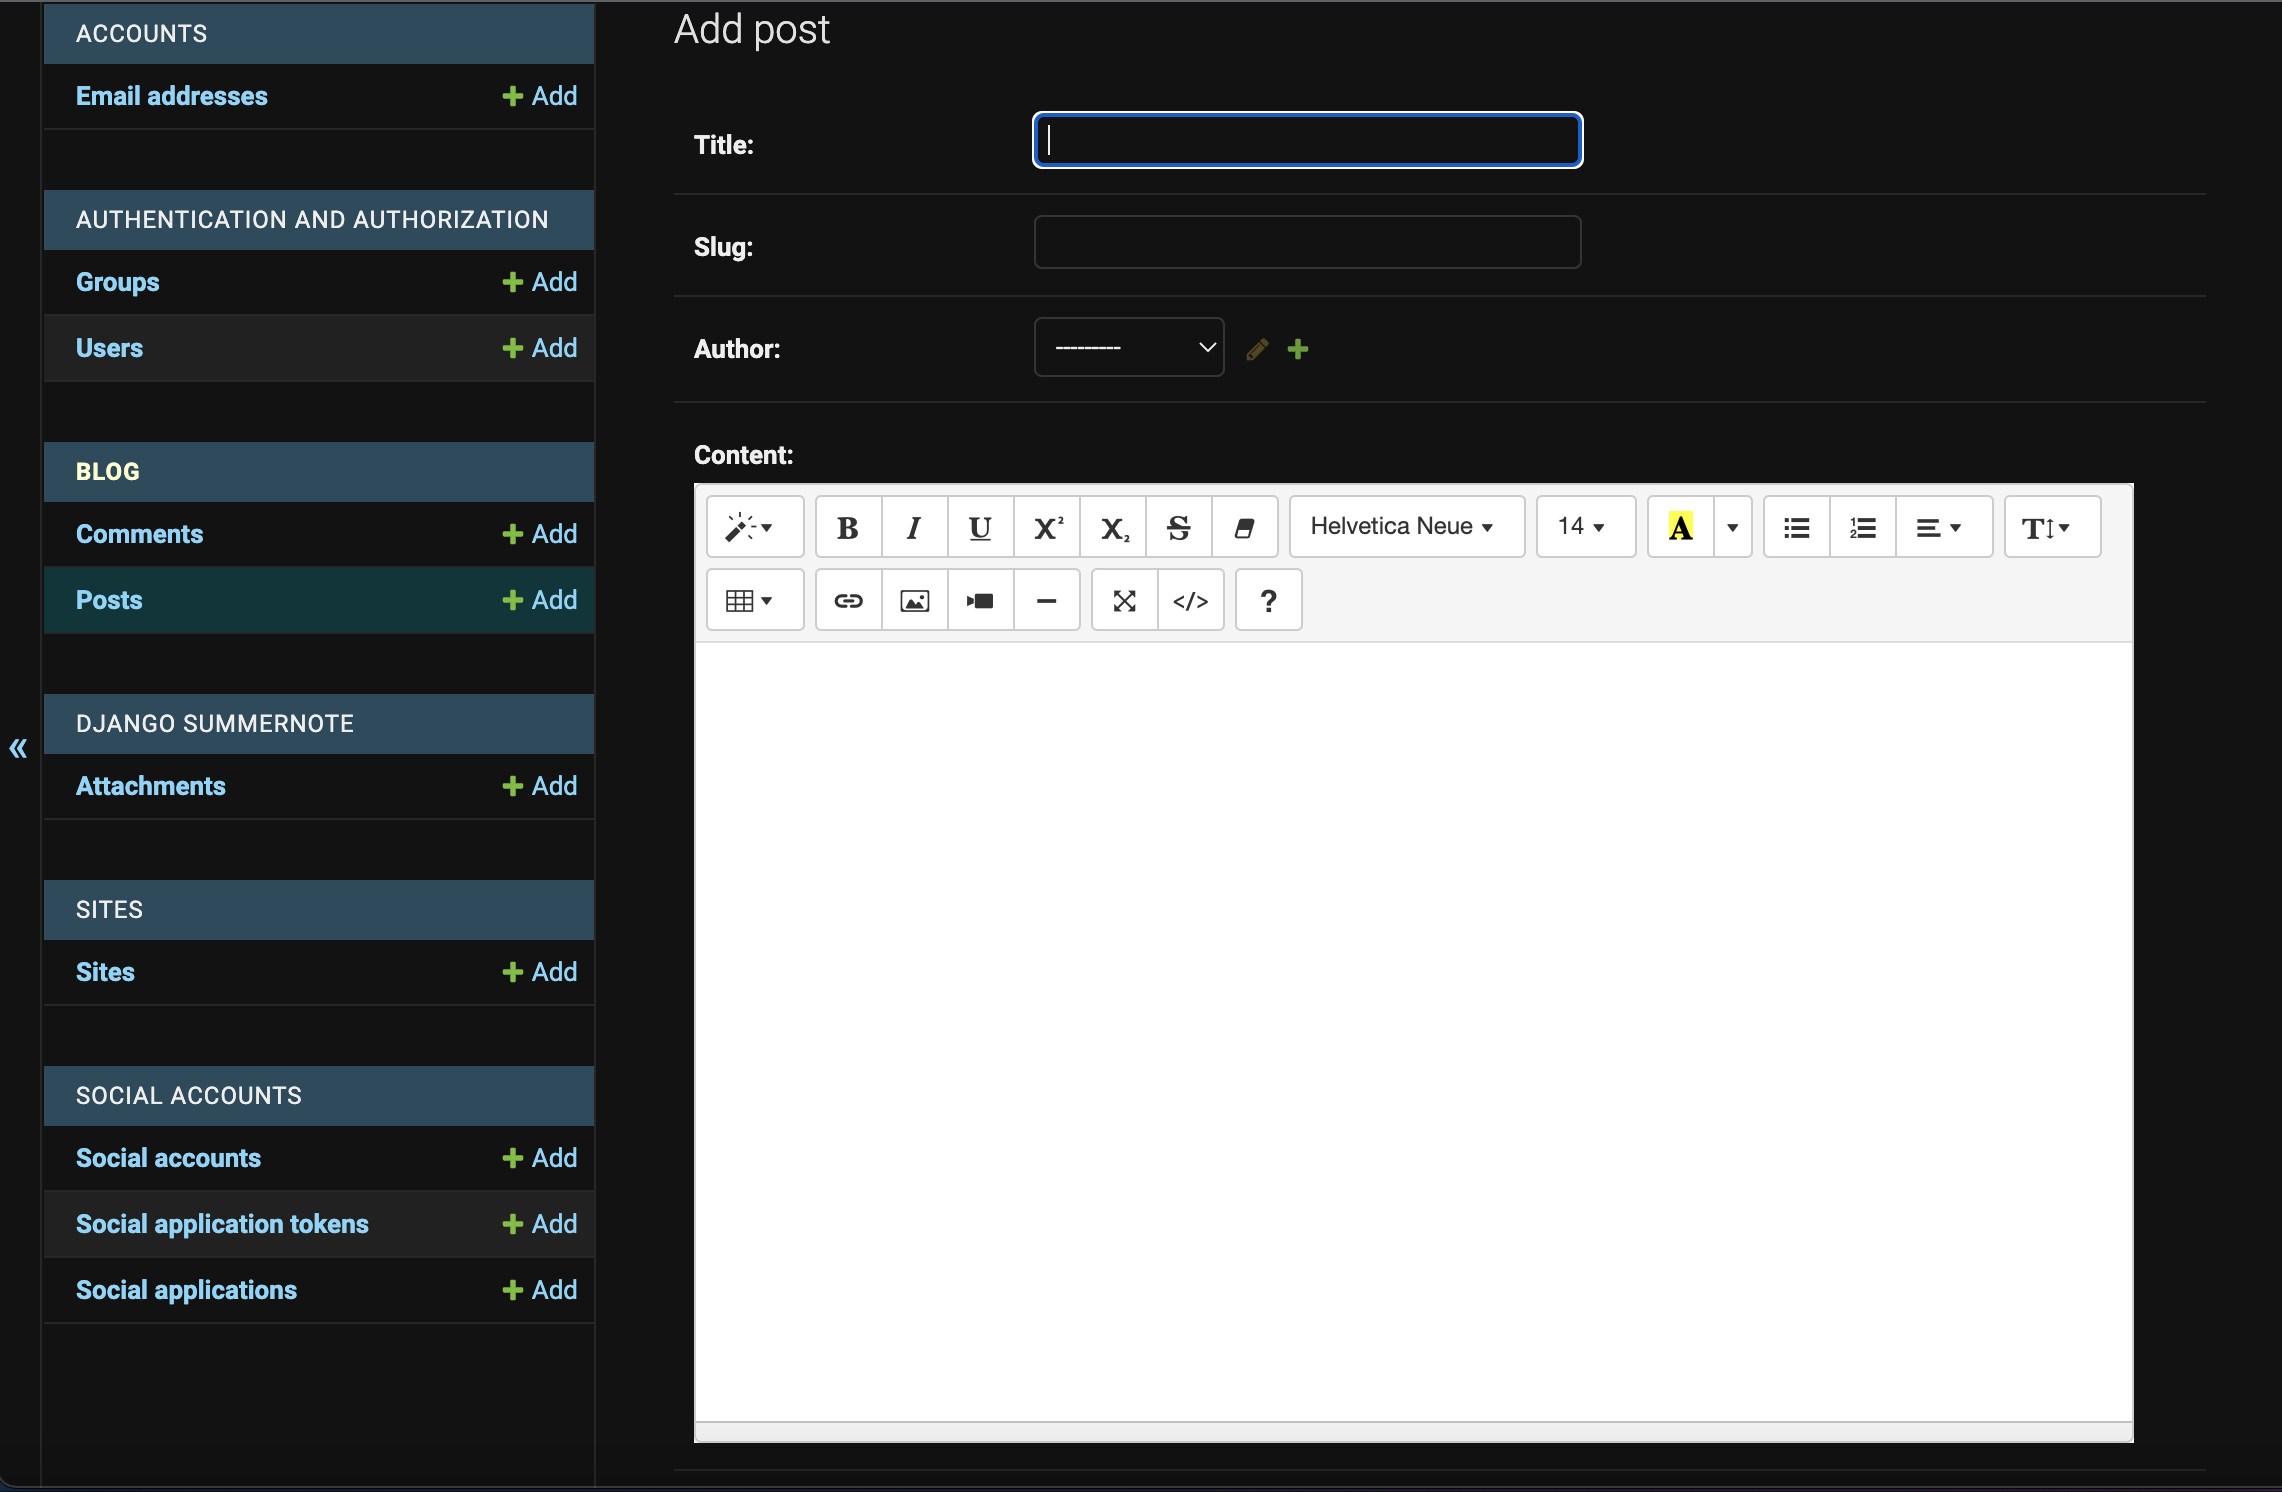 ACCOUNTS
Email addresses + Add
AUTHENTICATION AND AUTHORIZATION
Groups + Add
Users + Add
BLOG
Comments + Add
Posts + Add
DJANGO SUMMERNOTE
Attachments + Add
SITES
Sites + Add
SOCIAL ACCOUNTS
Social accounts + Add
Social application tokens + Add
Social applications + Add
«
Add post
Title:
Slug:
Author: ---------
Content:
B I U X² X₂ S Helvetica Neue 14 A T
</> ?